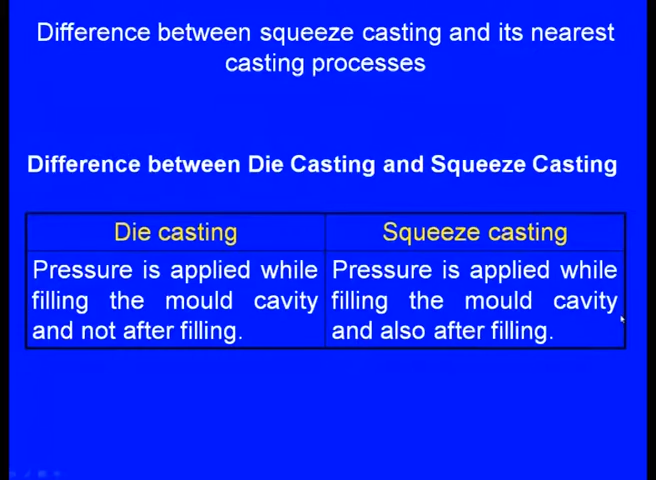 Difference between squeeze casting and its nearest
casting processes
Difference between Die Casting and Squeeze Casting
Die casting
Squeeze casting
Pressure is applied while
filling the mould cavity
and not after filling.
Pressure is applied while
filling the mould cavity
and also after filling.